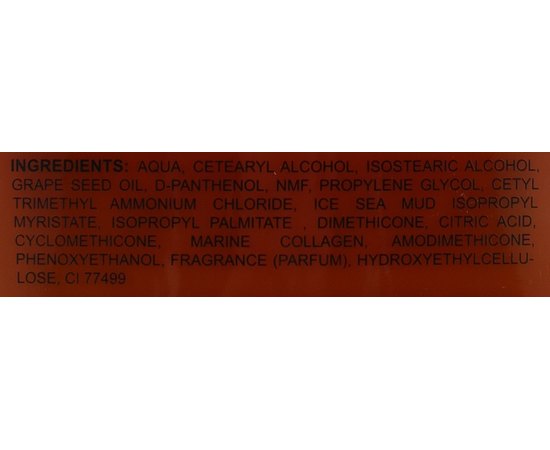 INGREDIENTS: AQUA, CETEARYL ALCOHOL, ISOSTEARIC ALCOHOL,
GRAPE SEED OIL, D-PANTHENOL, NMF, PROPYLENE GLYCOL, CETYL
TRIMETHYL AMMONIUM CHLORIDE, ICE SEA MUD ISOPROPYL
MYRISTATE, ISOPROPYL PALMITATE , DIMETHICONE, CITRIC ACID,
CYCLOMETHICONE, MARINE COLLAGEN, AMODIMETHICONE,
PHENOXYETHANOL, FRAGRANCE (PARFUM), HYDROXYETHYLCELLU-
LOSE, CI 77499